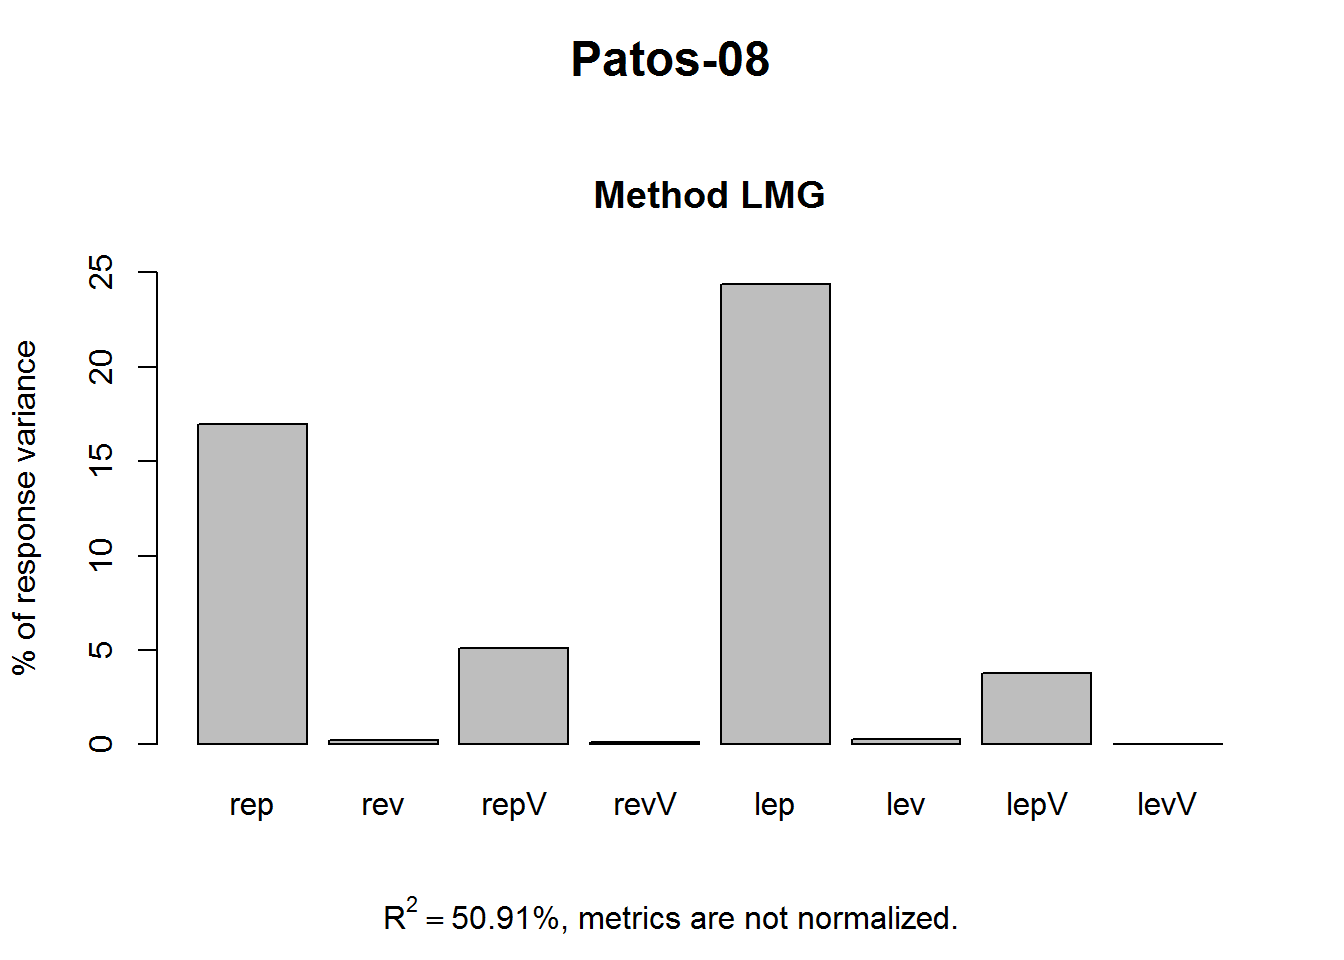 Patos-08
Method LMG
% of response variance
25
20
15
10
5
0
rep rev repV revV lep lev lepV levV
R² = 50.91%, metrics are not normalized.